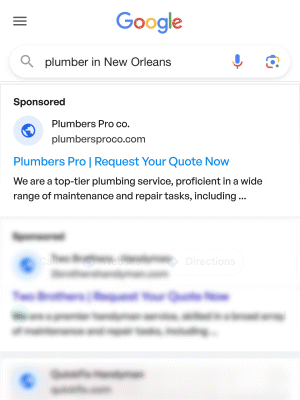 Google
plumber in New Orleans
Sponsored
Plumbers Pro co.
plumbersproco.com
Plumbers Pro | Request Your Quote Now
We are a top-tier plumbing service, proficient in a wide
range of maintenance and repair tasks, including ...
Sponsored
Two Brothers Handyman
Directions
Two Brothers | Request Your Quote Now
We are a premier handyman service, skilled in a broad array
of maintenance and repair tasks, including ...
QuickFix Handyman
quickfix.com